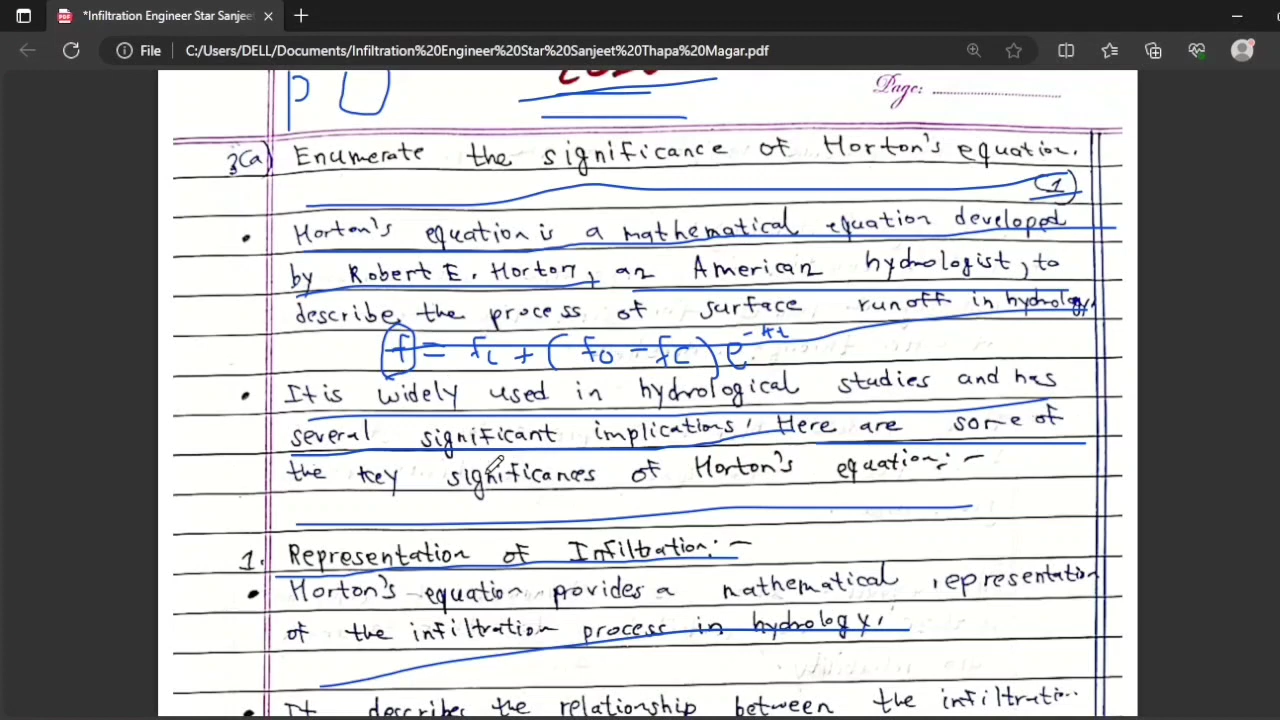 *Infiltration Engineer Star Sanjee
File
C:/Users/DELL/Documents/Infiltration%20Engineer%20Star%20Sanjeet%20Thapa%20Magar.pdf
Page:
3(a) Enumerate the significance of Horton's equation.
(1)
• Horton's equation is a mathematical equation developed
by Robert E. Horton, an American hydrologist, to
describe the process of surface runoff in hydrology.
f = fc + (fo - fc) e^-kt
• It is widely used in hydrological studies and has
several significant implications. Here are some of
the key significances of Horton's equation:-
1. Representation of Infiltration:-
• Horton's equation provides a mathematical representation
of the infiltration process in hydrology.
• It describes the relationship between the infiltration